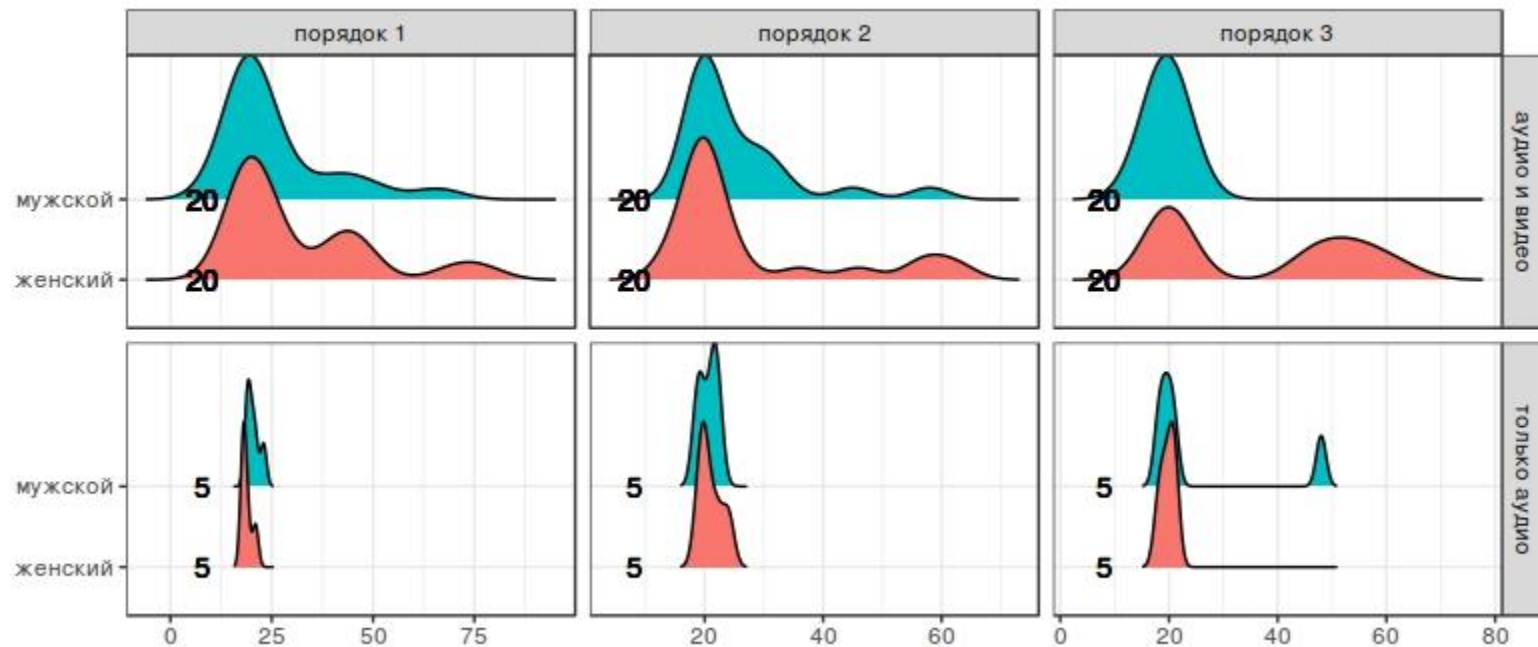 порядок 1
порядок 2
порядок 3
мужской
20
20
20
женский
20
20
20
аудио и видео
мужской
5
5
5
женский
5
5
5
только аудио
0 25 50 75
20 40 60
0 20 40 60 80